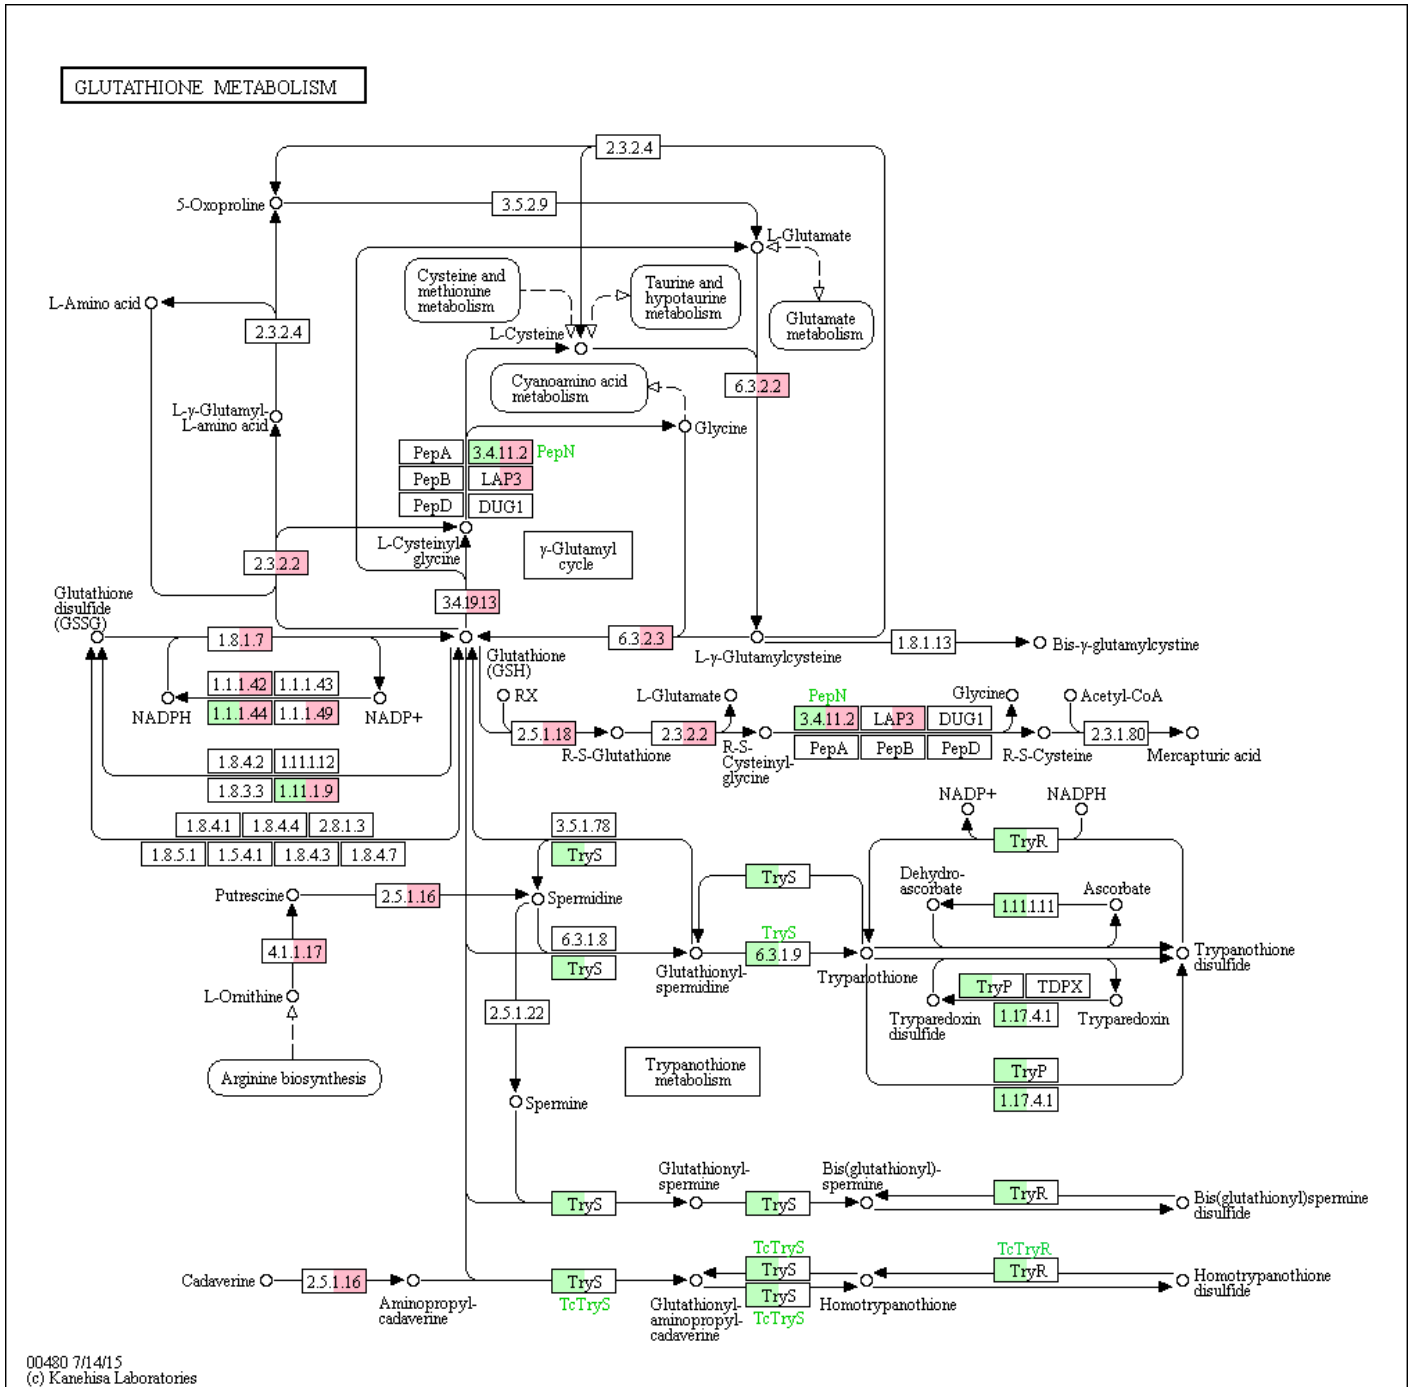 GLUTATHIONE METABOLISM
2.3.2.4
5-Oxoproline
3.5.2.9
L-Glutamate
Cysteine and
methionine
metabolism
Taurine and
hypotaurine
metabolism
L-Amino acid
Glutamate
metabolism
2.3.2.4
L-Cysteine
Cyanoamino acid
metabolism
6.3.2.2
L-γ-Glutamyl-
L-amino acid
Glycine
PepA
3.4.11.2
PepN
PepB
LAP3
PepD
DUG1
L-Cysteinyl
glycine
γ-Glutamyl
cycle
2.3.2.2
Glutathione
disulfide
(GSSG)
3.4.19.13
1.8.1.7
6.3.2.3
1.8.1.13
Bis-γ-glutamylcystine
Glutathione
(GSH)
L-γ-Glutamylcysteine
1.1.1.42
1.1.1.43
NADPH
1.1.1.44
1.1.1.49
NADP+
RX
L-Glutamate
PepN
Glycine
Acetyl-CoA
2.5.1.18
2.3.2.2
3.4.11.2
LAP3
DUG1
2.3.1.80
R-S-Glutathione
R-S-
Cysteinyl-
glycine
PepA
PepB
PepD
R-S-Cysteine
Mercapturic acid
1.8.4.2
1.11.1.12
1.8.3.3
1.11.1.9
1.8.4.1
1.8.4.4
2.8.1.3
1.8.5.1
1.5.4.1
1.8.4.3
1.8.4.7
3.5.1.78
TryS
NADP+
NADPH
TryR
Putrescine
2.5.1.16
Spermidine
TryS
Dehydro-
ascorbate
1.11.1.11
Ascorbate
4.1.1.17
6.3.1.8
TryS
TryS
6.3.1.9
Glutathionyl-
spermidine
Trypanothione
Trypanothione
disulfide
L-Ornithine
2.5.1.22
TryP
TDPX
1.17.4.1
Tryparedoxin
disulfide
Tryparedoxin
Arginine biosynthesis
Trypanothione
metabolism
TryP
1.17.4.1
Spermine
Glutathionyl-
spermine
Bis(glutathionyl)-
spermine
TryS
TryS
TryR
Bis(glutathionyl)spermine
disulfide
TcTryS
TcTryR
Cadaverine
2.5.1.16
Aminopropyl-
cadaverine
TryS
TcTryS
Glutathionyl-
aminopropyl-
cadaverine
TryS
TryS
TcTryS
Homotrypanothione
TryR
Homotrypanothione
disulfide
00480 7/14/15
(c) Kanehisa Laboratories